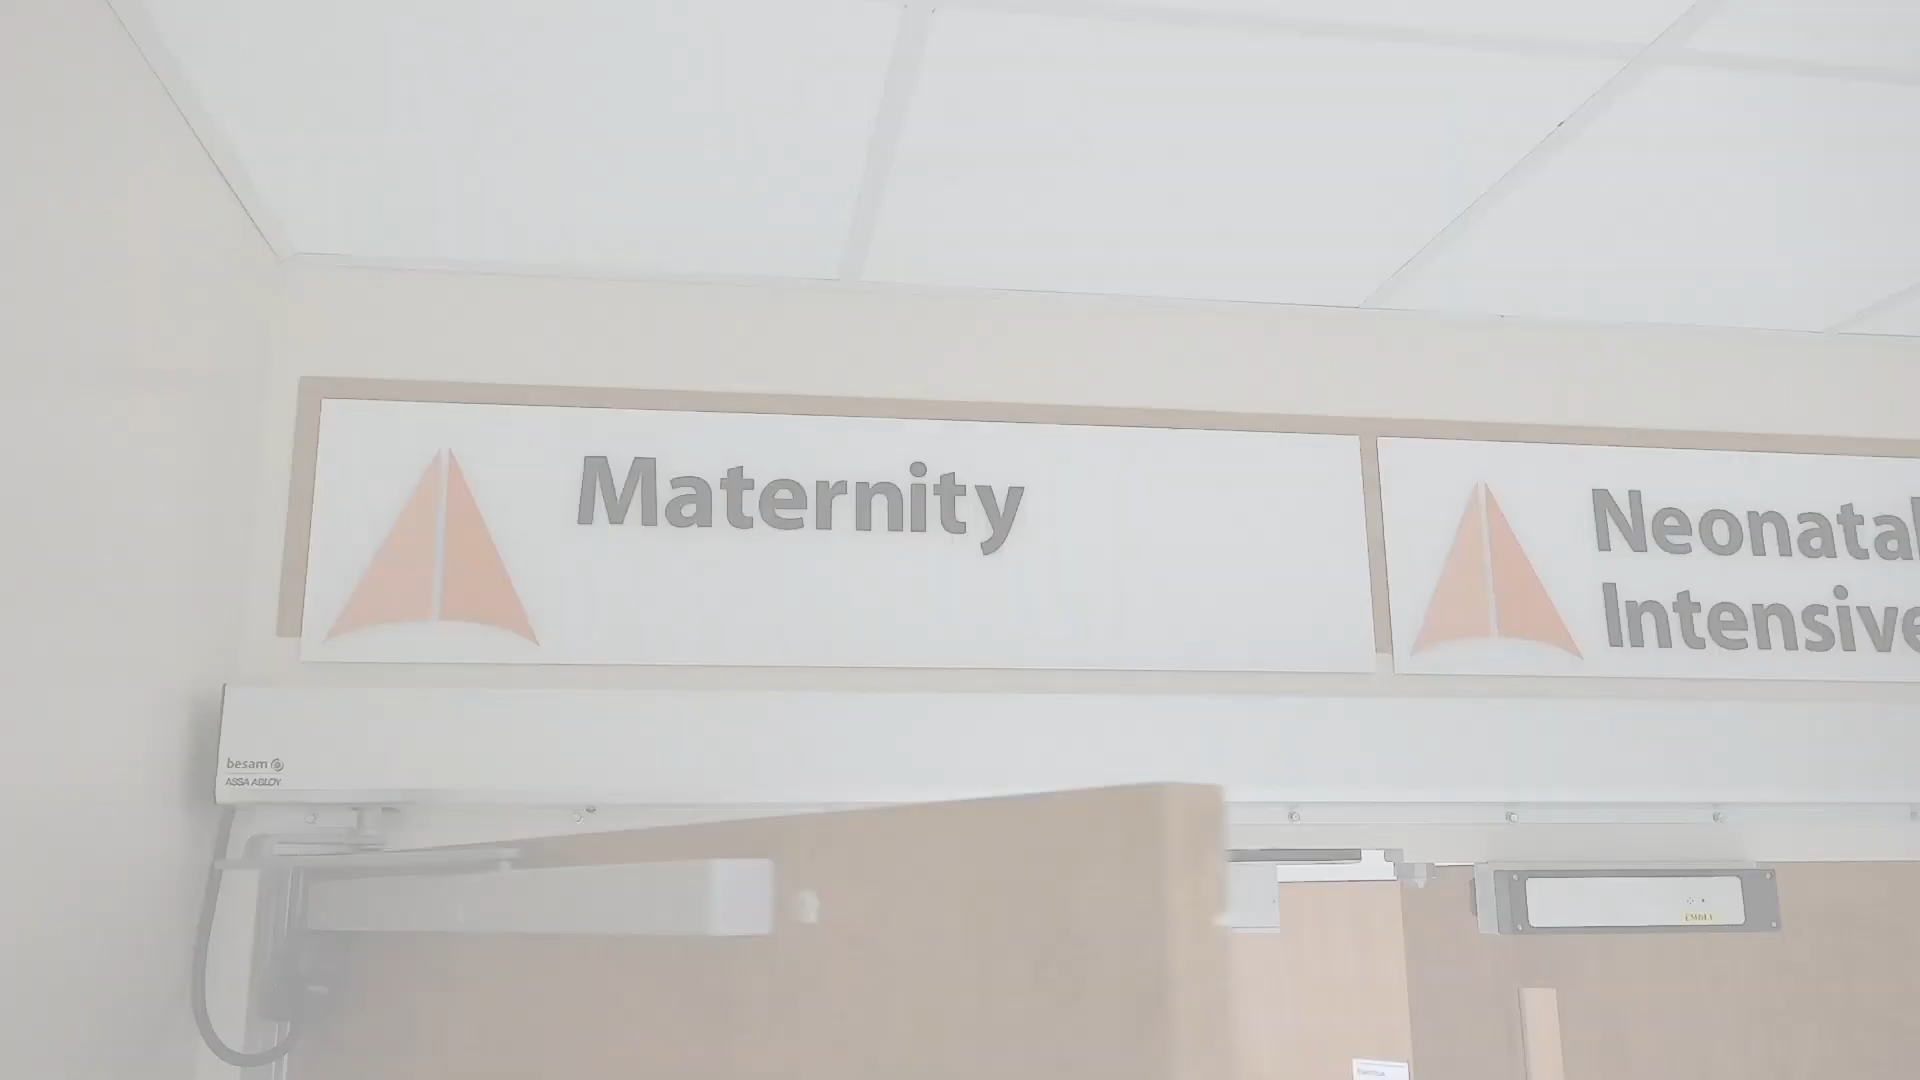 Maternity
Neonatal
Intensive
besam
ASSA ABLOY